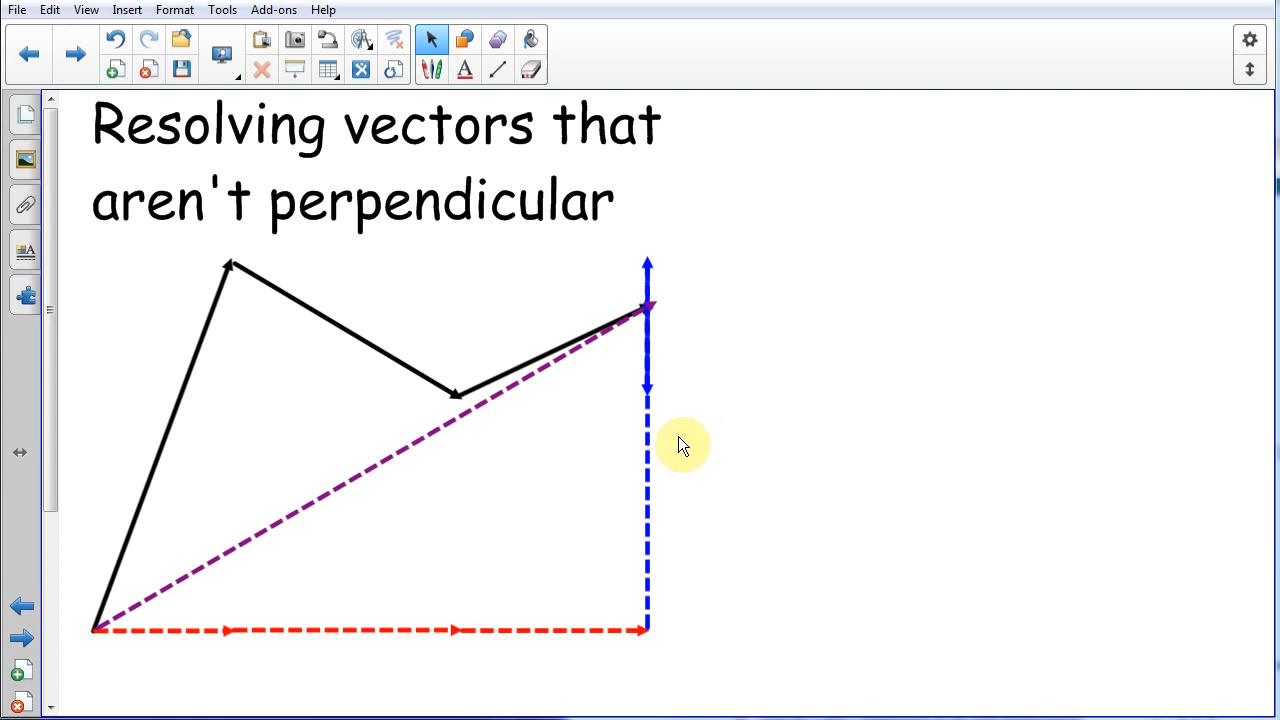 File Edit View Insert Format Tools Add-ons Help
Resolving vectors that
aren't perpendicular